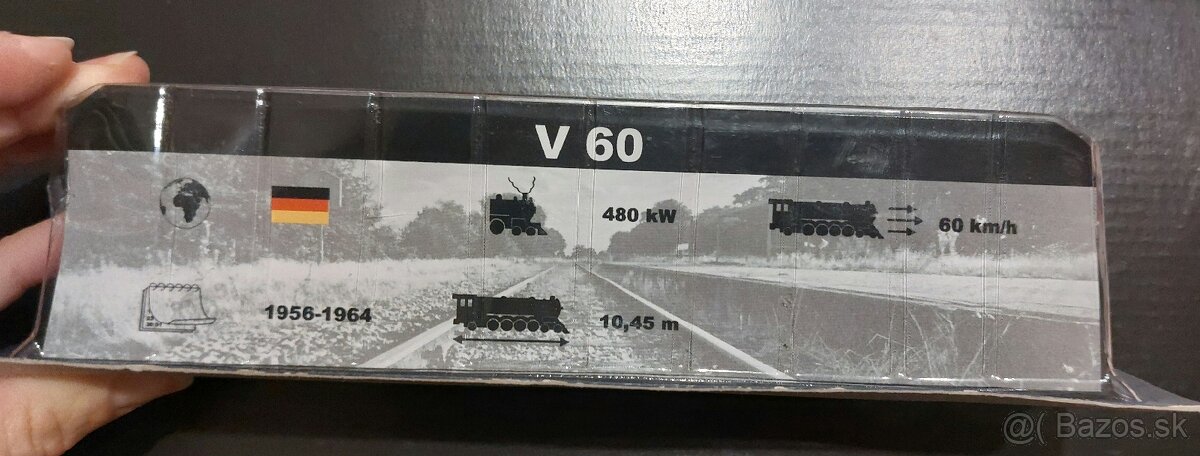 V 60
480 kW
60 km/h
1956-1964
10,45 m
@( Bazos.sk